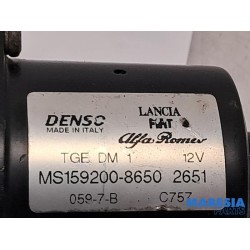 DENSO
MADE IN ITALY
LANCIA
FIAT
Alfa Romeo
TGE DM 1 12V
MS159200-8650 2651
059-7-B C757